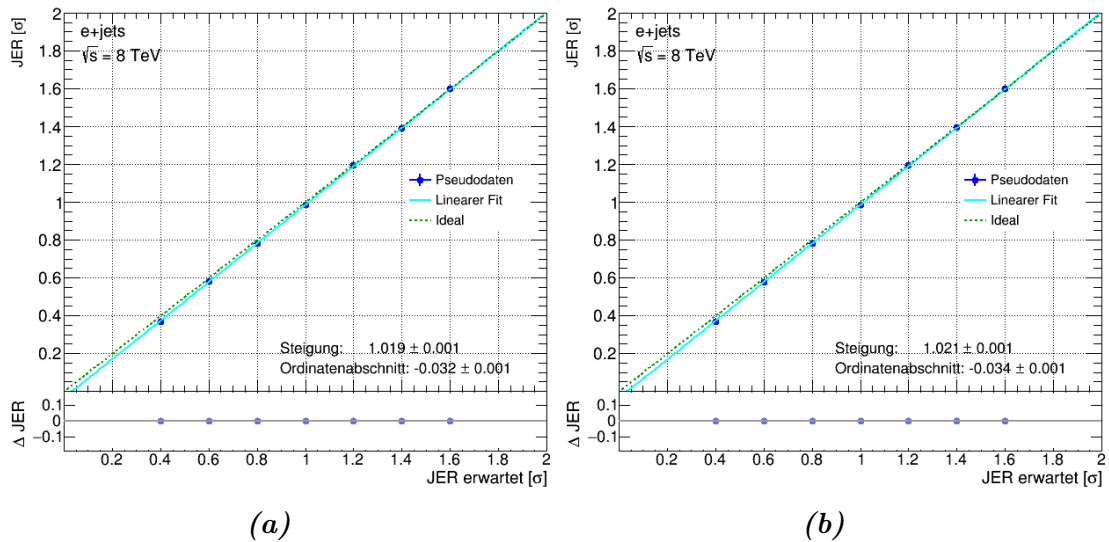 JER [σ]
2
1.8
1.6
1.4
1.2
1
0.8
0.6
0.4
0.2
e+jets
√s = 8 TeV
Pseudodaten
Linearer Fit
Ideal
Steigung: 1.019 ± 0.001
Ordinatenabschnitt: -0.032 ± 0.001
Δ JER
0.1
0
−0.1
0.2 0.4 0.6 0.8 1 1.2 1.4 1.6 1.8 2
JER erwartet [σ]
(a)
JER [σ]
2
1.8
1.6
1.4
1.2
1
0.8
0.6
0.4
0.2
e+jets
√s = 8 TeV
Pseudodaten
Linearer Fit
Ideal
Steigung: 1.021 ± 0.001
Ordinatenabschnitt: -0.034 ± 0.001
Δ JER
0.1
0
−0.1
0.2 0.4 0.6 0.8 1 1.2 1.4 1.6 1.8 2
JER erwartet [σ]
(b)